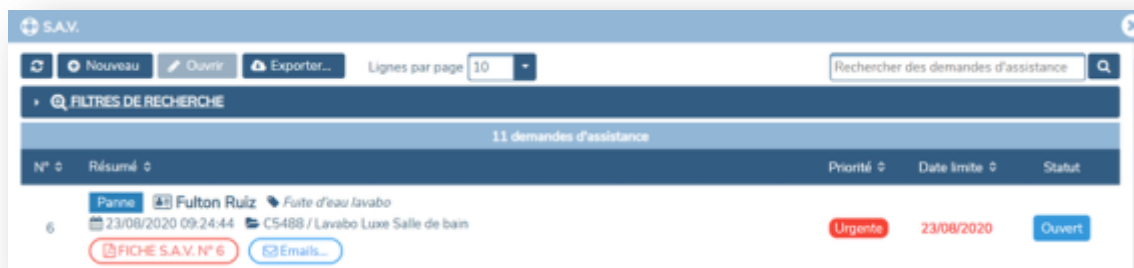 S.A.V.
Nouveau Ouvrir Exporter... Lignes par page 10 Rechercher des demandes d'assistance
FILTRES DE RECHERCHE
11 demandes d'assistance
N° Résumé Priorité Date limite Statut
Panne Fulton Ruiz Fuite d'eau lavabo
6 23/08/2020 09:24:44 C5488 / Lavabo Luxe Salle de bain Urgente 23/08/2020 Ouvert
FICHE S.A.V. N° 6 Emails...